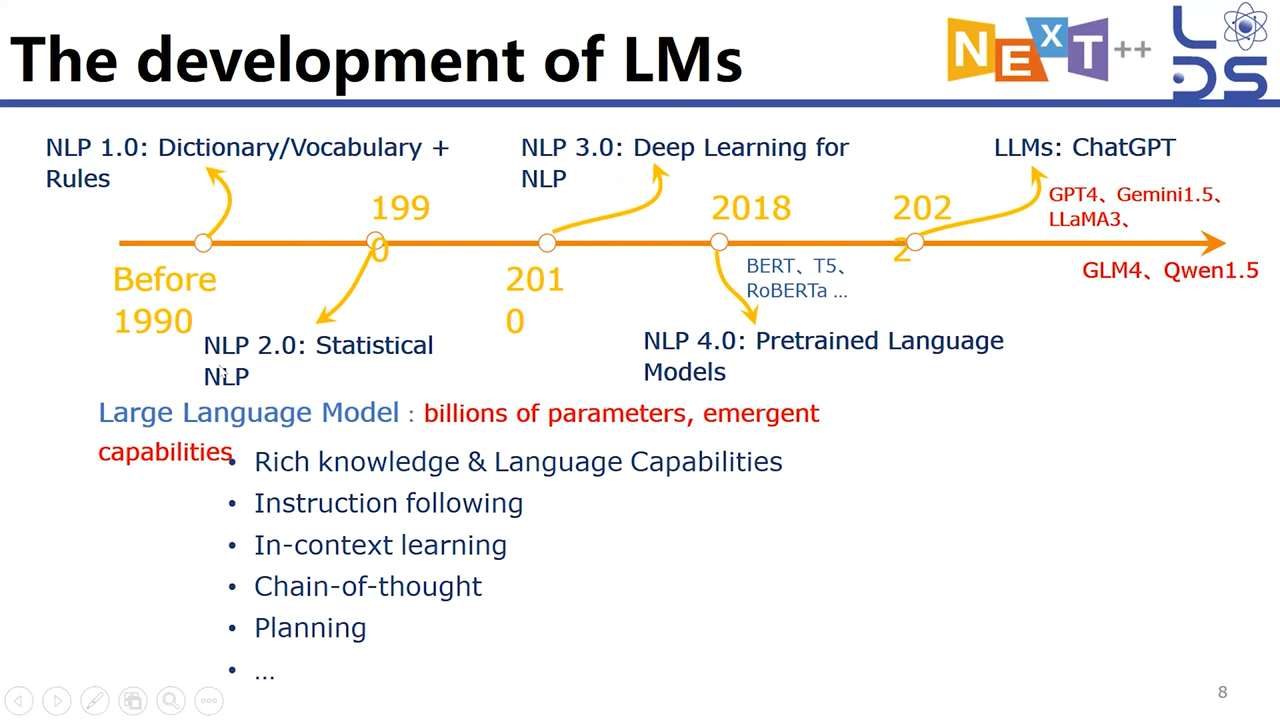 The development of LMs
NExT++
LDS
NLP 1.0: Dictionary/Vocabulary +
Rules
NLP 3.0: Deep Learning for
NLP
LLMs: ChatGPT
GPT4、Gemini1.5、
LLaMA3、
GLM4、Qwen1.5
199
0
2018
202
2
Before
1990
201
0
BERT、T5、
RoBERTa ...
NLP 2.0: Statistical
NLP
NLP 4.0: Pretrained Language
Models
Large Language Model : billions of parameters, emergent
capabilities
• Rich knowledge & Language Capabilities
• Instruction following
• In-context learning
• Chain-of-thought
• Planning
• ...
8